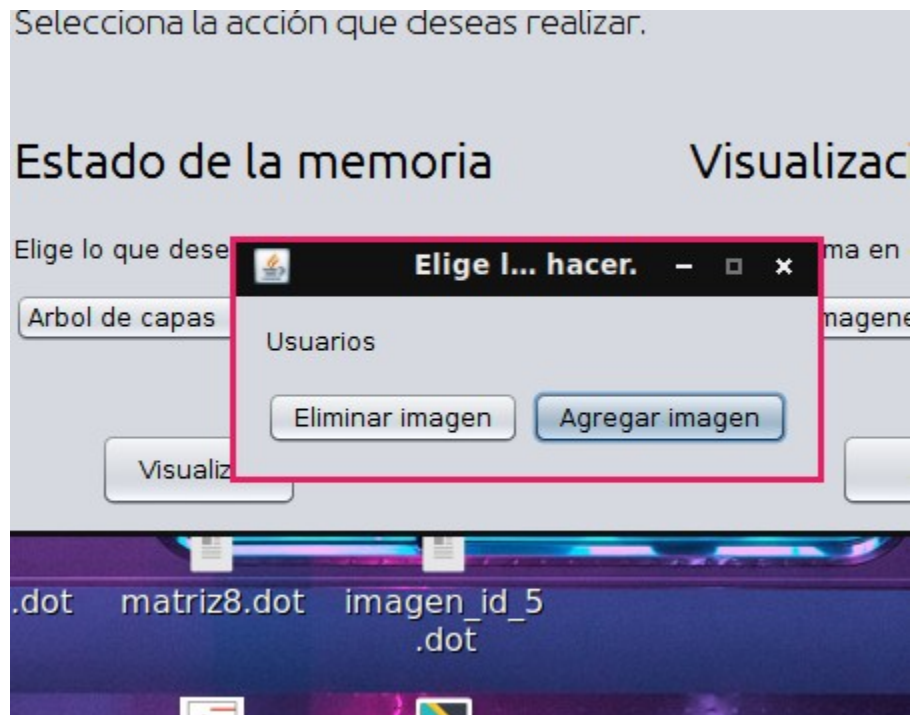 Selecciona la acción que deseas realizar.
Estado de la memoria
Visualizaci
Elige lo que dese
ma en
Elige l... hacer.
Arbol de capas
magene
Usuarios
Eliminar imagen
Agregar imagen
Visualiz
.dot
matriz8.dot
imagen_id_5
.dot